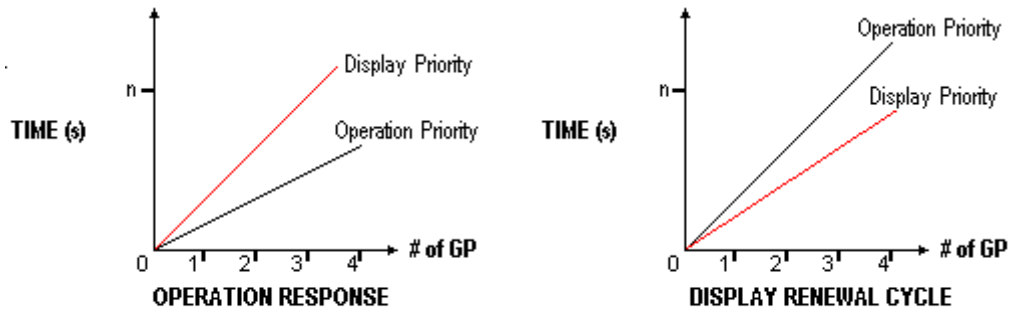 Display Priority
n
TIME (s)
Operation Priority
# of GP
0 1 2 3 4
OPERATION RESPONSE
Operation Priority
n
Display Priority
TIME (s)
# of GP
0 1 2 3 4
DISPLAY RENEWAL CYCLE